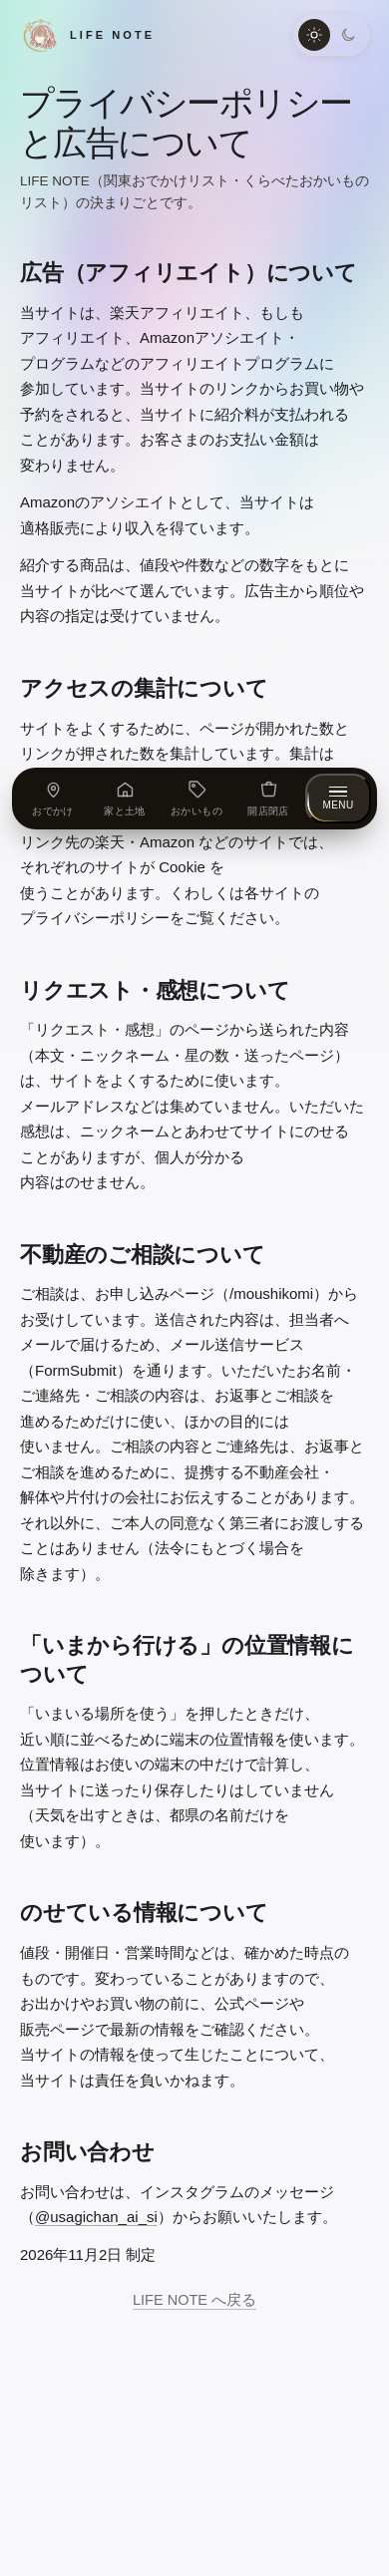 LIFE NOTE
プライバシーポリシー
と広告について
LIFE NOTE（関東おでかけリスト・くらべたおかいもの
リスト）の決まりごとです。
広告（アフィリエイト）について
当サイトは、楽天アフィリエイト、もしも
アフィリエイト、Amazonアソシエイト・
プログラムなどのアフィリエイトプログラムに
参加しています。当サイトのリンクからお買い物や
予約をされると、当サイトに紹介料が支払われる
ことがあります。お客さまのお支払い金額は
変わりません。
Amazonのアソシエイトとして、当サイトは
適格販売により収入を得ています。
紹介する商品は、値段や件数などの数字をもとに
当サイトが比べて選んでいます。広告主から順位や
内容の指定は受けていません。
アクセスの集計について
サイトをよくするために、ページが開かれた数と
リンクが押された数を集計しています。集計は
おでかけ
家と土地
おかいもの
開店閉店
MENU
リンク先の楽天・Amazon などのサイトでは、
それぞれのサイトが Cookie を
使うことがあります。くわしくは各サイトの
プライバシーポリシーをご覧ください。
リクエスト・感想について
「リクエスト・感想」のページから送られた内容
（本文・ニックネーム・星の数・送ったページ）
は、サイトをよくするために使います。
メールアドレスなどは集めていません。いただいた
感想は、ニックネームとあわせてサイトにのせる
ことがありますが、個人が分かる
内容はのせません。
不動産のご相談について
ご相談は、お申し込みページ（/moushikomi）から
お受けしています。送信された内容は、担当者へ
メールで届けるため、メール送信サービス
（FormSubmit）を通ります。いただいたお名前・
ご連絡先・ご相談の内容は、お返事とご相談を
進めるためだけに使い、ほかの目的には
使いません。ご相談の内容とご連絡先は、お返事と
ご相談を進めるために、提携する不動産会社・
解体や片付けの会社にお伝えすることがあります。
それ以外に、ご本人の同意なく第三者にお渡しする
ことはありません（法令にもとづく場合を
除きます）。
「いまから行ける」の位置情報に
ついて
「いまいる場所を使う」を押したときだけ、
近い順に並べるために端末の位置情報を使います。
位置情報はお使いの端末の中だけで計算し、
当サイトに送ったり保存したりはしていません
（天気を出すときは、都県の名前だけを
使います）。
のせている情報について
値段・開催日・営業時間などは、確かめた時点の
ものです。変わっていることがありますので、
お出かけやお買い物の前に、公式ページや
販売ページで最新の情報をご確認ください。
当サイトの情報を使って生じたことについて、
当サイトは責任を負いかねます。
お問い合わせ
お問い合わせは、インスタグラムのメッセージ
（@usagichan_ai_si）からお願いいたします。
2026年11月2日 制定
LIFE NOTE へ戻る